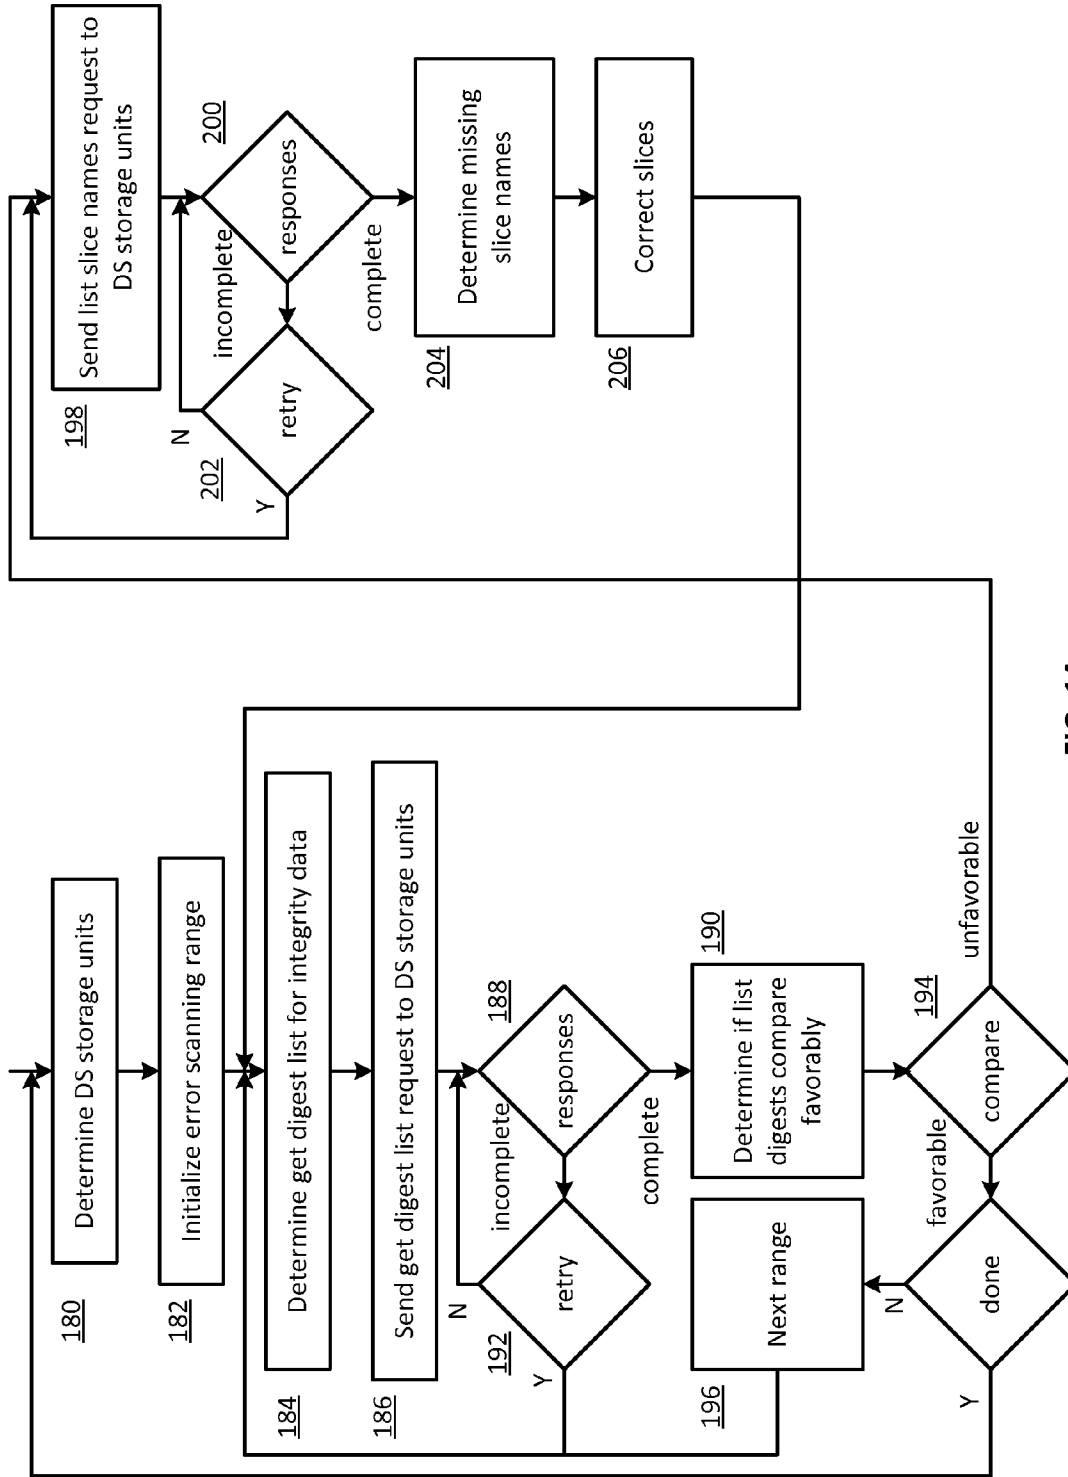 180
Determine DS storage units
182
Initialize error scanning range
184
Determine get digest list for integrity data
186
Send get digest list request to DS storage units
188
responses
incomplete
complete
192
retry
N
Y
190
Determine if list
digests compare
favorably
194
compare
favorable
unfavorable
done
N
Y
196
Next range
198
Send list slice names request to
DS storage units
200
responses
incomplete
complete
202
retry
N
Y
204
Determine missing
slice names
206
Correct slices